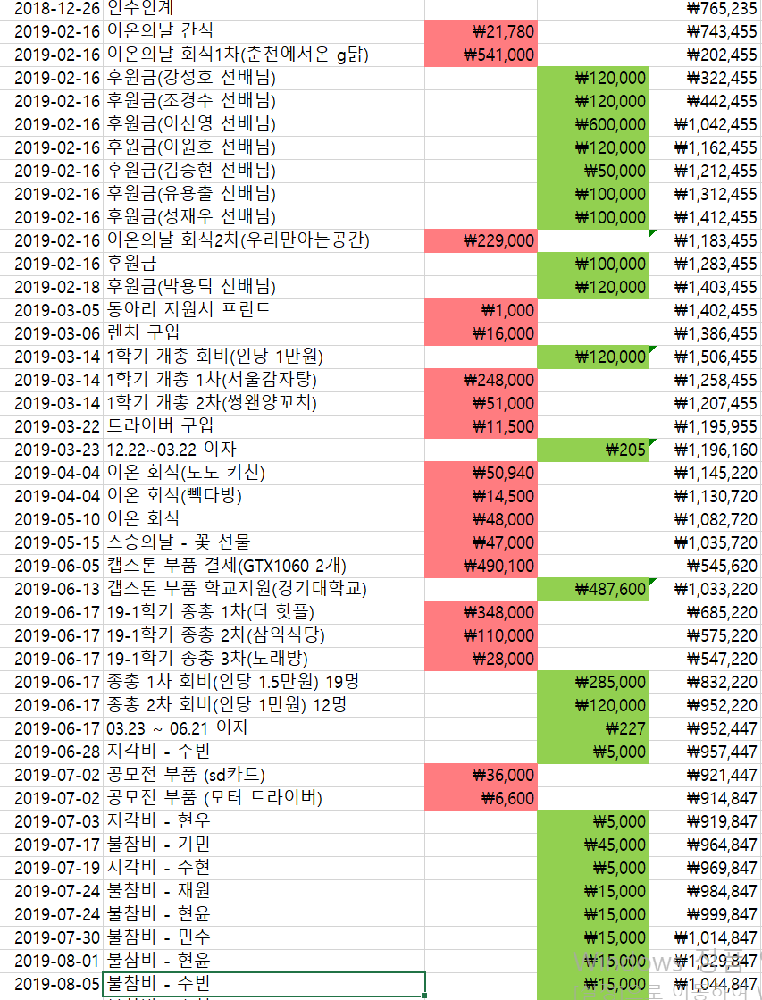 2018-12-26 인수인계 ₩765,235
2019-02-16 이온의날 간식 ₩21,780 ₩743,455
2019-02-16 이온의날 회식1차(춘천에서온 g닭) ₩541,000 ₩202,455
2019-02-16 후원금(강성호 선배님) ₩120,000 ₩322,455
2019-02-16 후원금(조경수 선배님) ₩120,000 ₩442,455
2019-02-16 후원금(이신영 선배님) ₩600,000 ₩1,042,455
2019-02-16 후원금(이원호 선배님) ₩120,000 ₩1,162,455
2019-02-16 후원금(김승현 선배님) ₩50,000 ₩1,212,455
2019-02-16 후원금(유용출 선배님) ₩100,000 ₩1,312,455
2019-02-16 후원금(성재우 선배님) ₩100,000 ₩1,412,455
2019-02-16 이온의날 회식2차(우리만아는공간) ₩229,000 ₩1,183,455
2019-02-16 후원금 ₩100,000 ₩1,283,455
2019-02-18 후원금(박용덕 선배님) ₩120,000 ₩1,403,455
2019-03-05 동아리 지원서 프린트 ₩1,000 ₩1,402,455
2019-03-06 렌치 구입 ₩16,000 ₩1,386,455
2019-03-14 1학기 개총 회비(인당 1만원) ₩120,000 ₩1,506,455
2019-03-14 1학기 개총 1차(서울감자탕) ₩248,000 ₩1,258,455
2019-03-14 1학기 개총 2차(썽왠양꼬치) ₩51,000 ₩1,207,455
2019-03-22 드라이버 구입 ₩11,500 ₩1,195,955
2019-03-23 12.22~03.22 이자 ₩205 ₩1,196,160
2019-04-04 이온 회식(도노 키친) ₩50,940 ₩1,145,220
2019-04-04 이온 회식(빽다방) ₩14,500 ₩1,130,720
2019-05-10 이온 회식 ₩48,000 ₩1,082,720
2019-05-15 스승의날 - 꽃 선물 ₩47,000 ₩1,035,720
2019-06-05 캡스톤 부품 결제(GTX1060 2개) ₩490,100 ₩545,620
2019-06-13 캡스톤 부품 학교지원(경기대학교) ₩487,600 ₩1,033,220
2019-06-17 19-1학기 종총 1차(더 핫플) ₩348,000 ₩685,220
2019-06-17 19-1학기 종총 2차(삼익식당) ₩110,000 ₩575,220
2019-06-17 19-1학기 종총 3차(노래방) ₩28,000 ₩547,220
2019-06-17 종총 1차 회비(인당 1.5만원) 19명 ₩285,000 ₩832,220
2019-06-17 종총 2차 회비(인당 1만원) 12명 ₩120,000 ₩952,220
2019-06-17 03.23 ~ 06.21 이자 ₩227 ₩952,447
2019-06-28 지각비 - 수빈 ₩5,000 ₩957,447
2019-07-02 공모전 부품 (sd카드) ₩36,000 ₩921,447
2019-07-02 공모전 부품 (모터 드라이버) ₩6,600 ₩914,847
2019-07-03 지각비 - 현우 ₩5,000 ₩919,847
2019-07-17 불참비 - 기민 ₩45,000 ₩964,847
2019-07-19 지각비 - 수현 ₩5,000 ₩969,847
2019-07-24 불참비 - 재원 ₩15,000 ₩984,847
2019-07-24 불참비 - 현윤 ₩15,000 ₩999,847
2019-07-30 불참비 - 민수 ₩15,000 ₩1,014,847
2019-08-01 불참비 - 현윤 ₩15,000 ₩1,029,847
Windows 정품
2019-08-05 불참비 - 수빈 ₩15,000 ₩1,044,847
로 이동하여